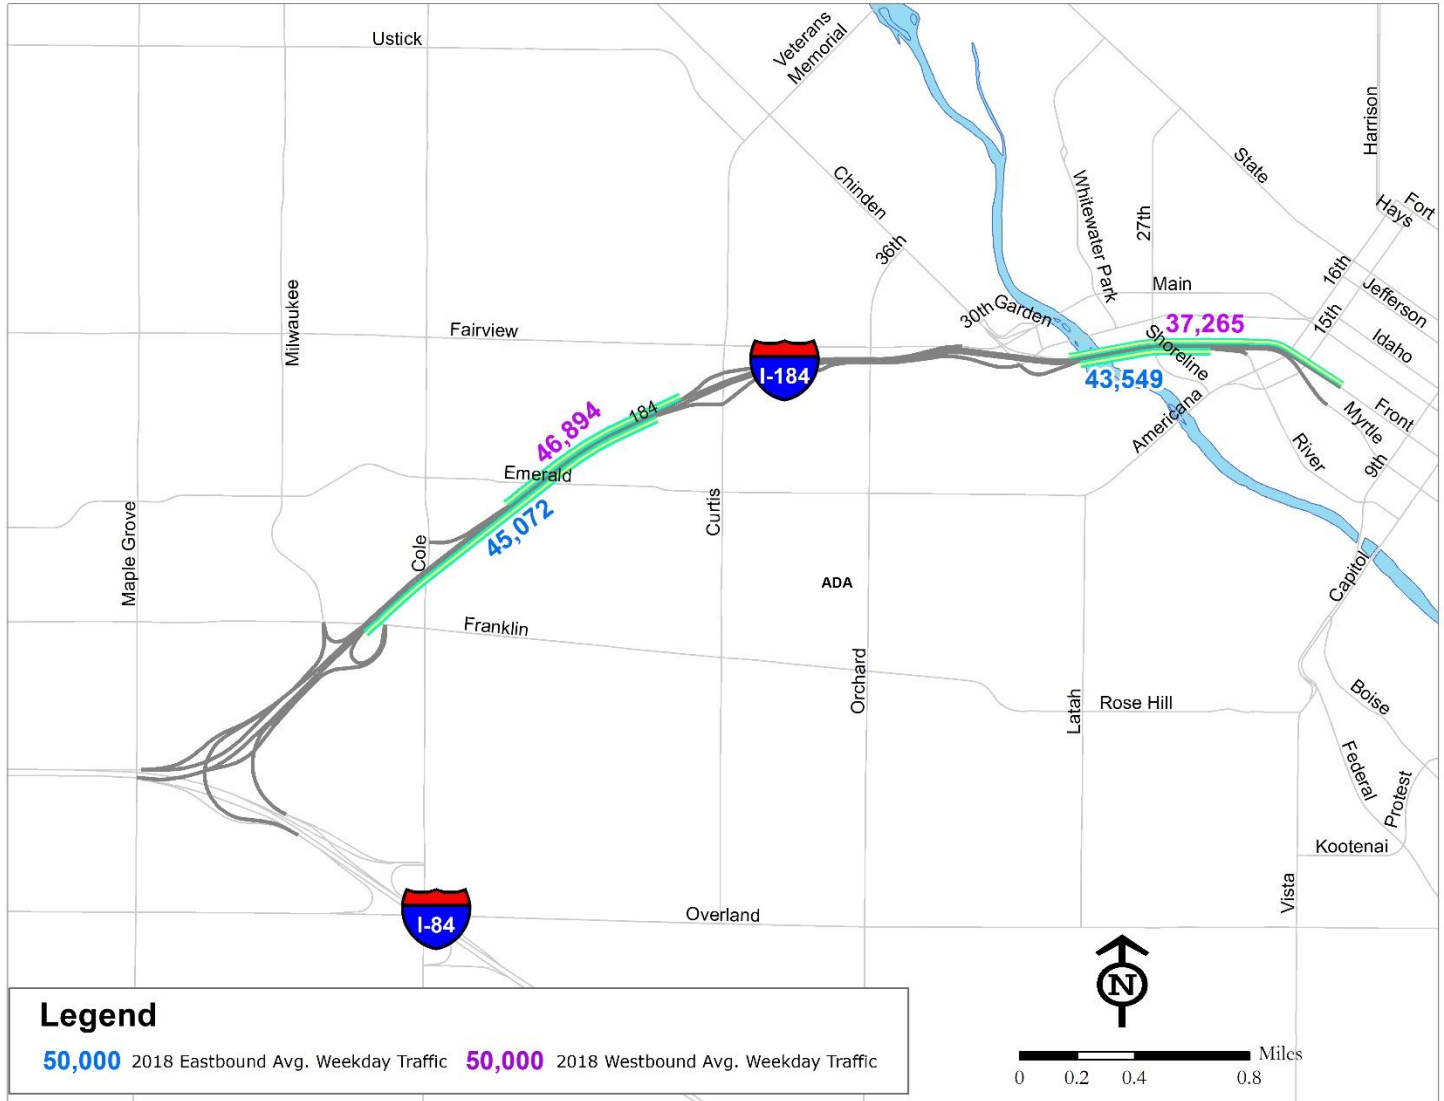 Ustick
Veterans
Memorial
Harrison
State
Chinden
Whitewater Park
27th
Fort
Hays
36th
16th
Jefferson
Main
Milwaukee
30th
Garden
15th
37,265
Fairview
Shoreline
Idaho
I-184
43,549
184
46,894
Americana
Front
Myrtle
River
9th
Emerald
45,072
Curtis
Maple Grove
Cole
ADA
Capitol
Franklin
Orchard
Latah
Rose Hill
Boise
Federal
Protest
Kootenai
Vista
I-84
Overland
N
Legend
50,000 2018 Eastbound Avg. Weekday Traffic 50,000 2018 Westbound Avg. Weekday Traffic
Miles
0 0.2 0.4 0.8